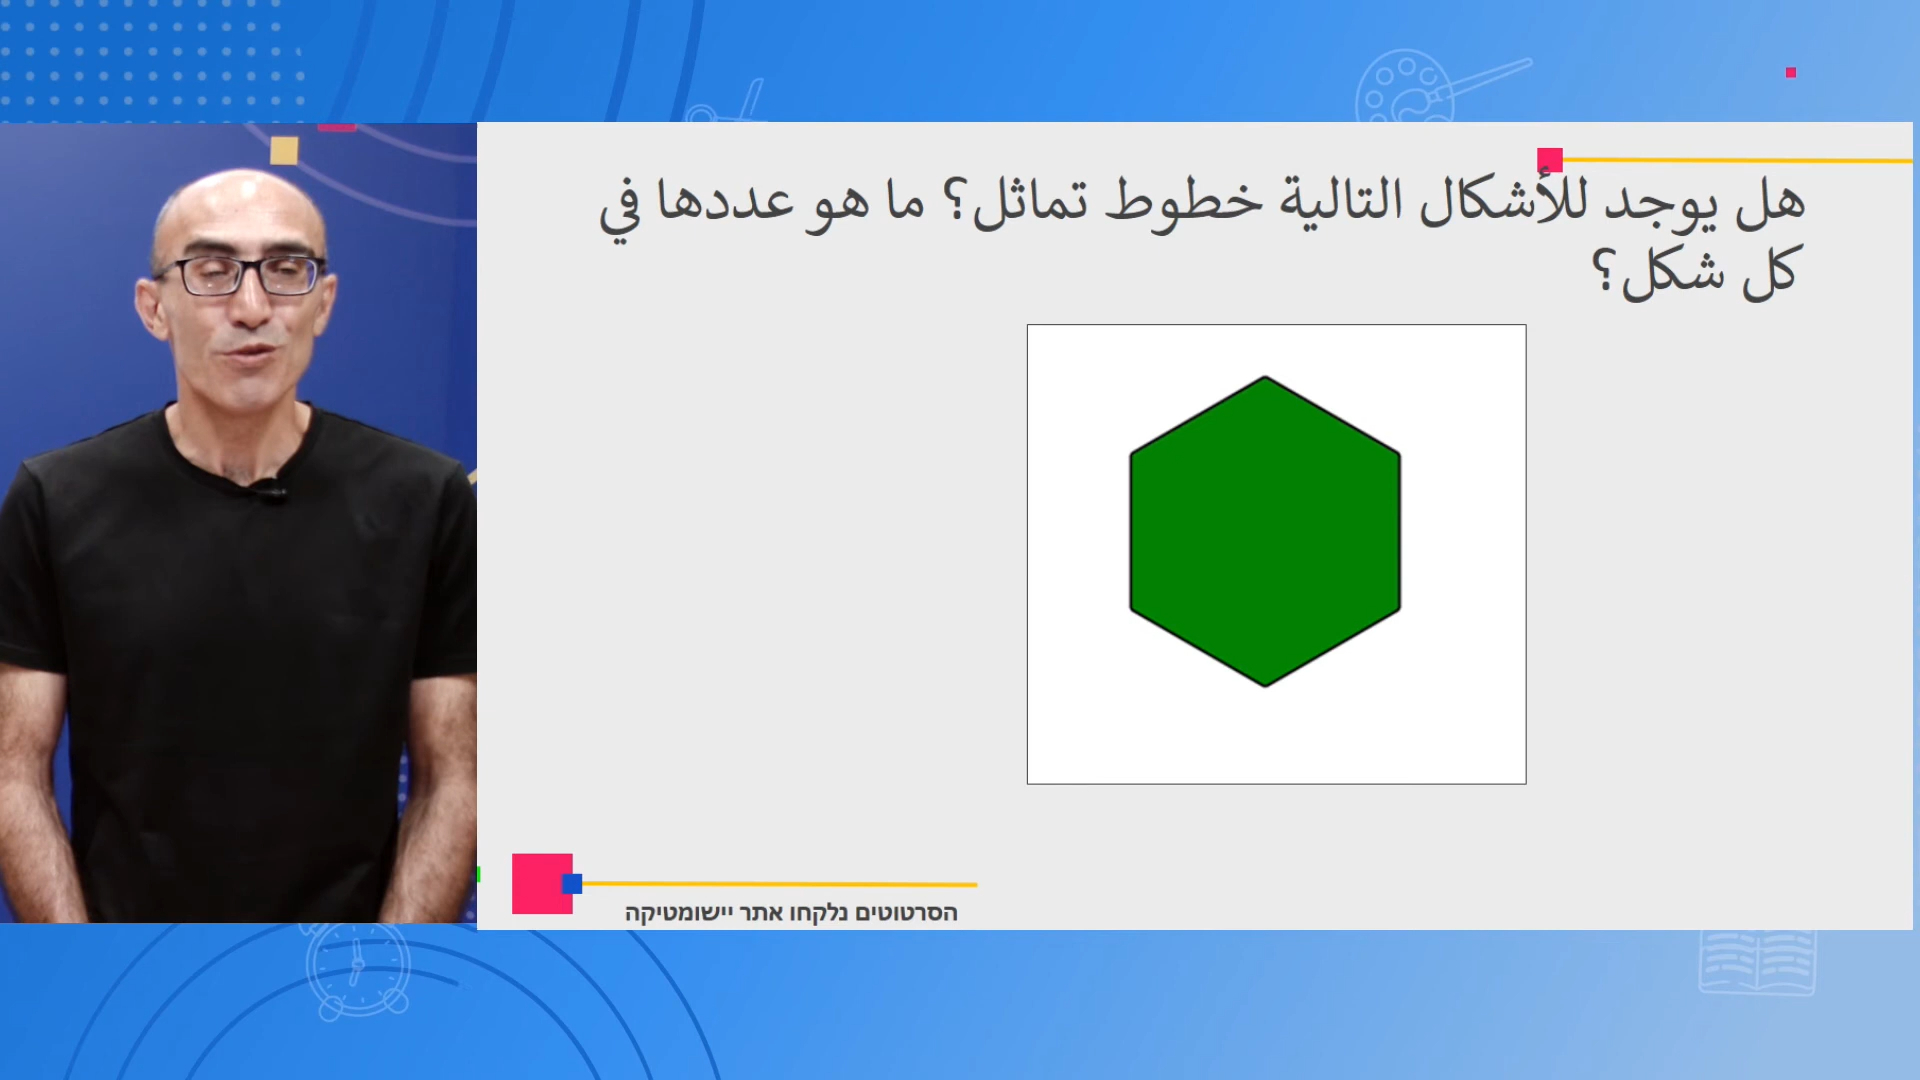 هل يوجد للأشكال التالية خطوط تماثل؟ ما هو عددها في
كل شكل؟
הסרטוטים נלקחו אתר יישומטיקה